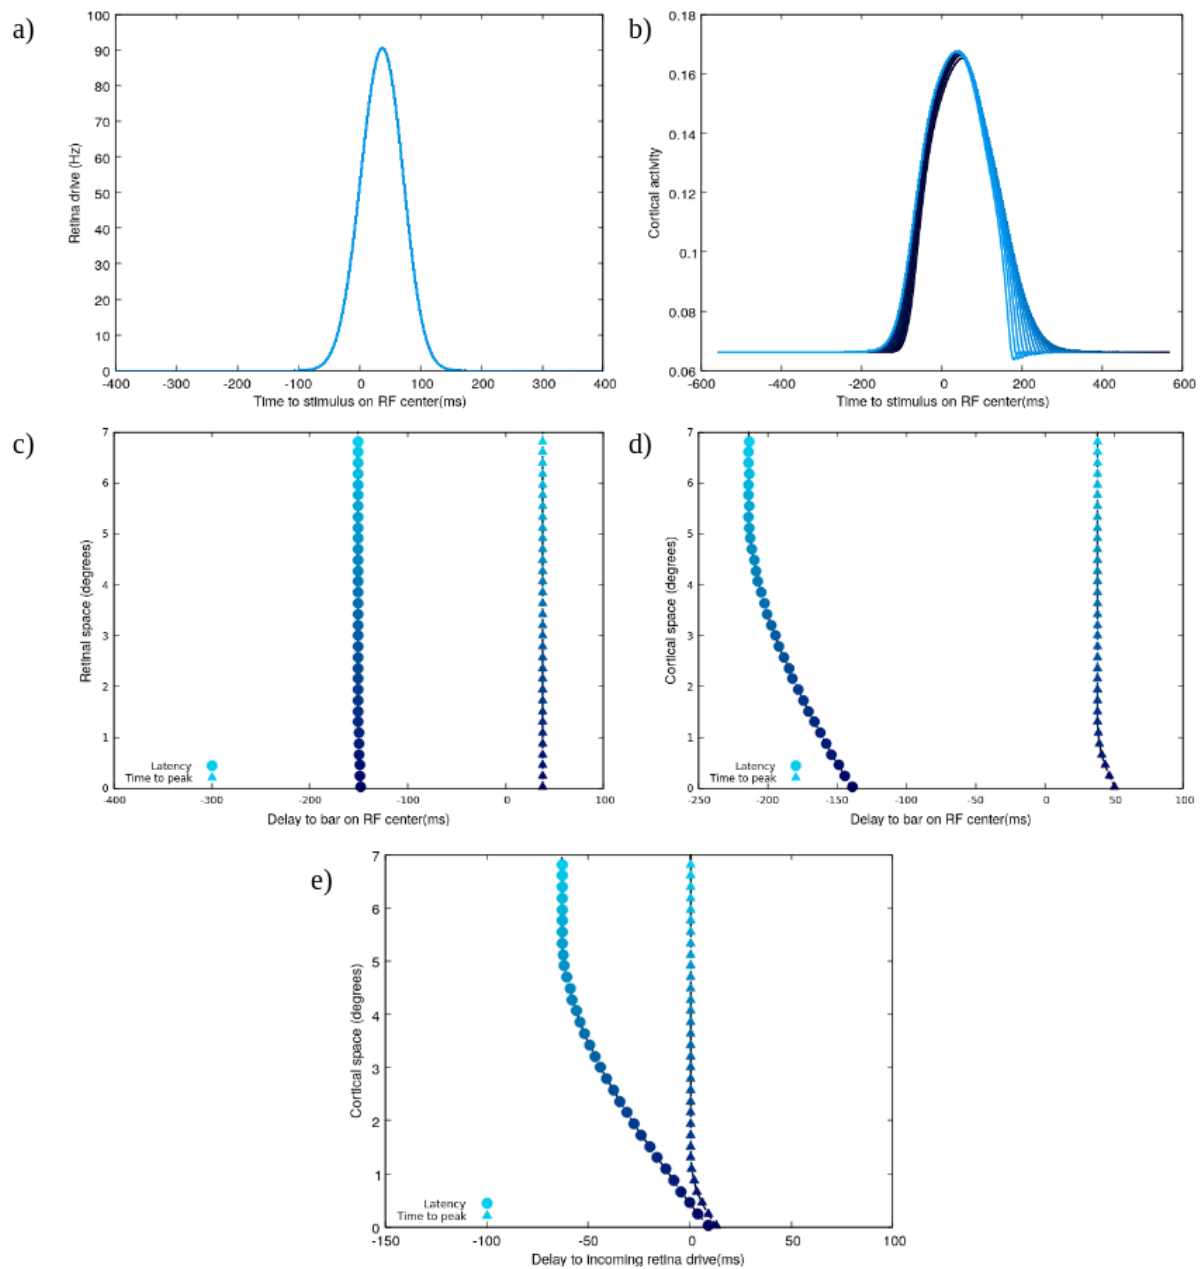 a)
100
90
80
70
60
50
40
30
20
10
0
Retina drive (Hz)
-400 -300 -200 -100 0 100 200 300 400
Time to stimulus on RF center(ms)
b)
0.18
0.16
0.14
0.12
0.1
0.08
0.06
Cortical activity
-600 -400 -200 0 200 400 600
Time to stimulus on RF center(ms)
c)
7
6
5
4
3
2
1
0
Retinal space (degrees)
Latency
Time to peak
-400 -300 -200 -100 0 100
Delay to bar on RF center(ms)
d)
7
6
5
4
3
2
1
0
Cortical space (degrees)
Latency
Time to peak
-250 -200 -150 -100 -50 0 50 100
Delay to bar on RF center(ms)
e)
7
6
5
4
3
2
1
0
Cortical space (degrees)
Latency
Time to peak
-150 -100 -50 0 50 100
Delay to incoming retina drive(ms)